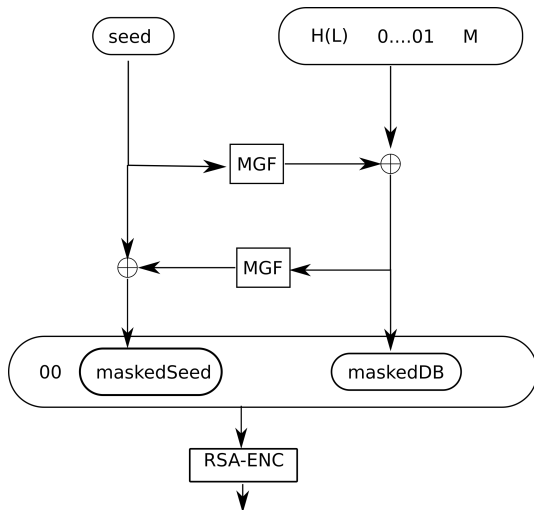 seed
H(L) 0....01 M
MGF
MGF
00 maskedSeed maskedDB
RSA-ENC